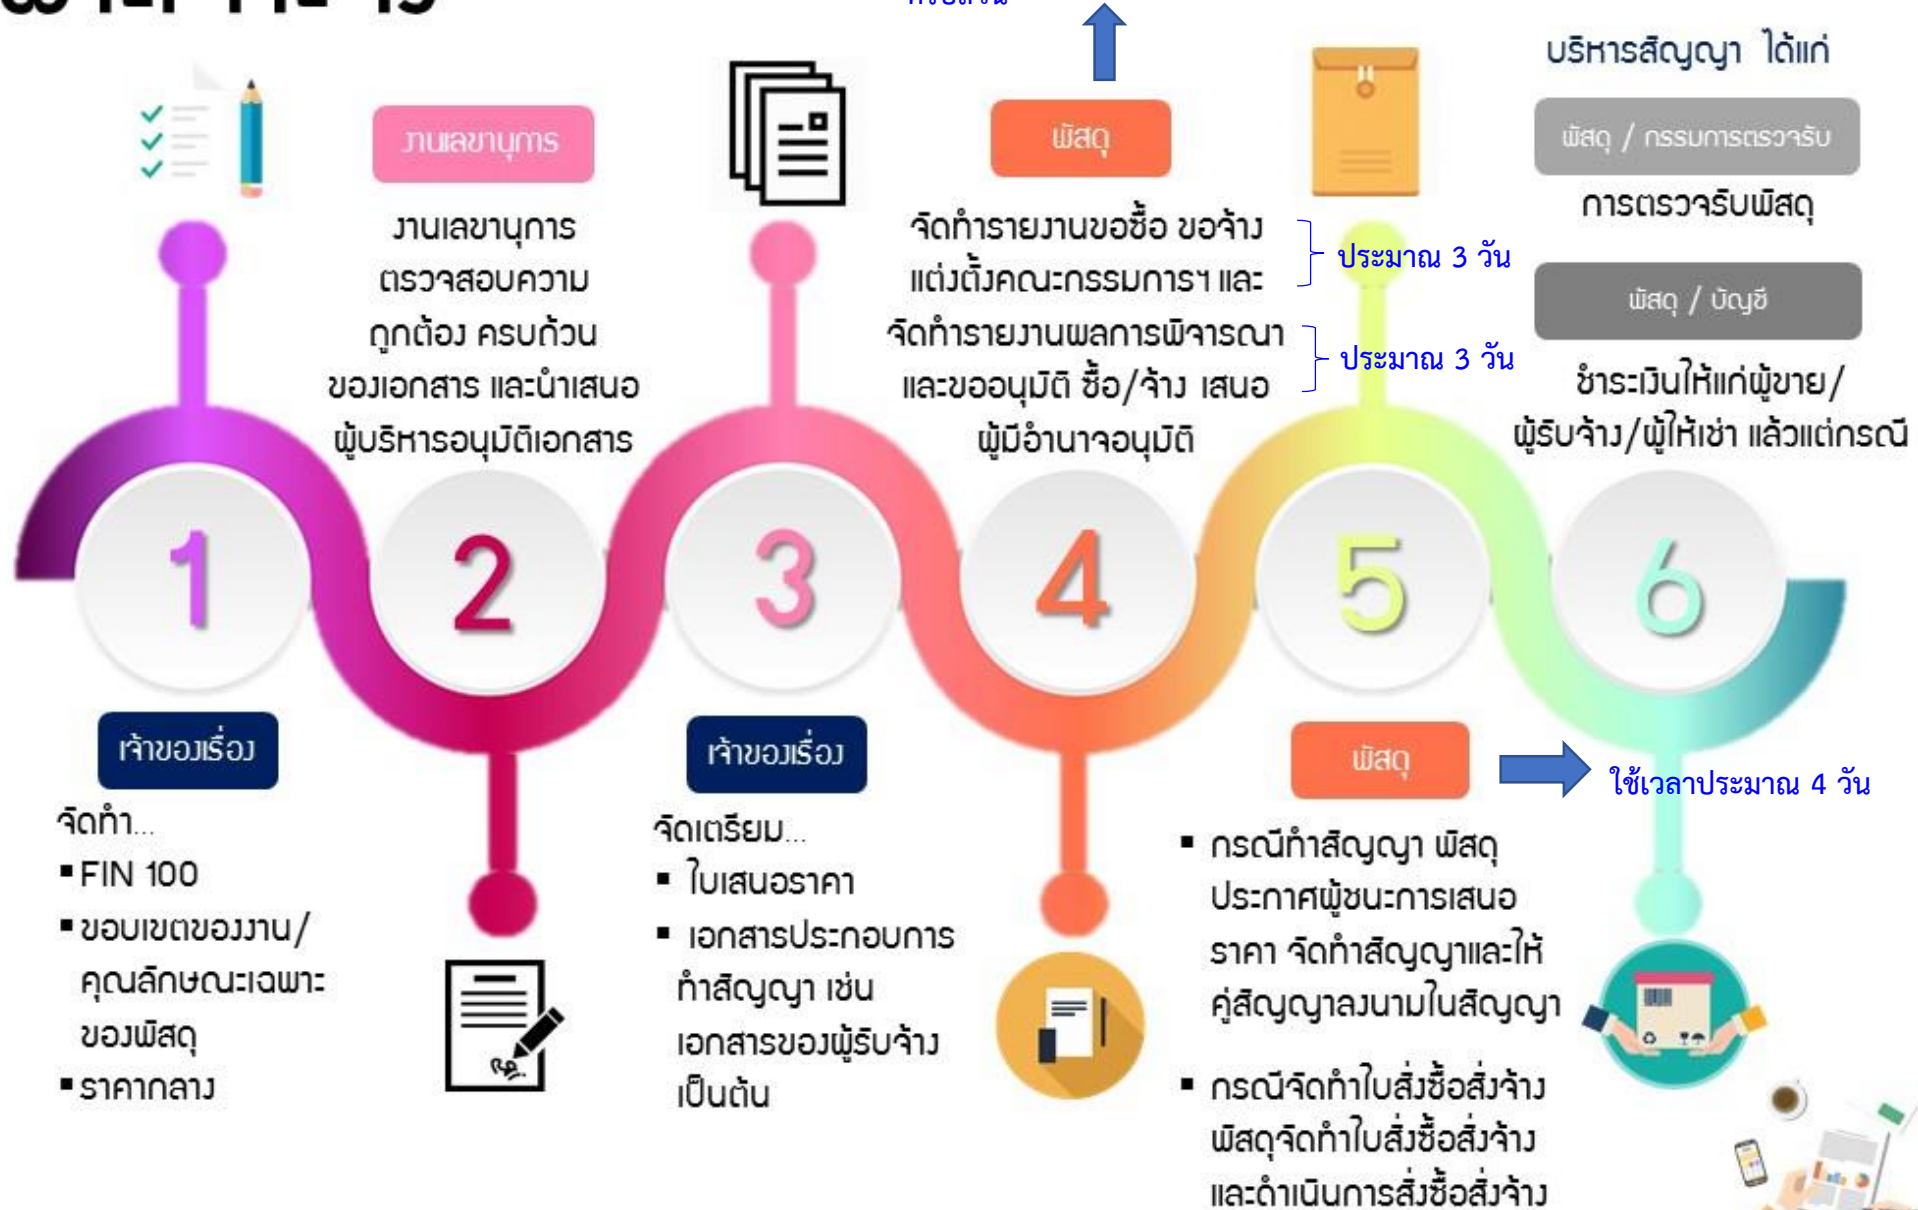 งานเลขานุการ
งานเลขานุการ
ตรวจสอบความ
ถูกต้อง ครบถ้วน
ของเอกสาร และนำเสนอ
ผู้บริหารอนุมัติเอกสาร
พัสดุ
จัดทำรายงานขอซื้อ ขอจ้าง
แต่งตั้งคณะกรรมการฯ และ
จัดทำรายงานผลการพิจารณา
และขออนุมัติ ซื้อ/จ้าง เสนอ
ผู้มีอำนาจอนุมัติ
ประมาณ 3 วัน
ประมาณ 3 วัน
บริหารสัญญา ได้แก่
พัสดุ / กรรมการตรวจรับ
การตรวจรับพัสดุ
พัสดุ / บัญชี
ชำระเงินให้แก่ผู้ขาย/
ผู้รับจ้าง/ผู้ให้เช่า แล้วแต่กรณี
1
2
3
4
5
6
เจ้าของเรื่อง
จัดทำ...
▪ FIN 100
▪ ขอบเขตของงาน/
คุณลักษณะเฉพาะ
ของพัสดุ
▪ ราคากลาง
เจ้าของเรื่อง
จัดเตรียม...
▪ ใบเสนอราคา
▪ เอกสารประกอบการ
ทำสัญญา เช่น
เอกสารของผู้รับจ้าง
เป็นต้น
พัสดุ
ใช้เวลาประมาณ 4 วัน
▪ กรณีทำสัญญา พัสดุ
ประกาศผู้ชนะการเสนอ
ราคา จัดทำสัญญาและให้
คู่สัญญาลงนามในสัญญา
▪ กรณีจัดทำใบสั่งซื้อสั่งจ้าง
พัสดุจัดทำใบสั่งซื้อสั่งจ้าง
และดำเนินการสั่งซื้อสั่งจ้าง